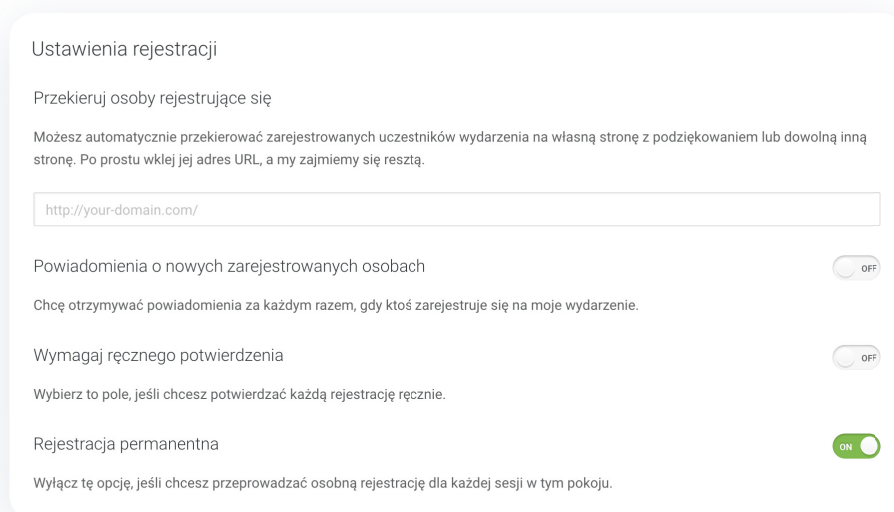 Ustawienia rejestracji
Przekieruj osoby rejestrujące się
Możesz automatycznie przekierować zarejestrowanych uczestników wydarzenia na własną stronę z podziękowaniem lub dowolną inną
stronę. Po prostu wklej jej adres URL, a my zajmiemy się resztą.
http://your-domain.com/
Powiadomienia o nowych zarejestrowanych osobach
OFF
Chcę otrzymywać powiadomienia za każdym razem, gdy ktoś zarejestruje się na moje wydarzenie.
Wymagaj ręcznego potwierdzenia
OFF
Wybierz to pole, jeśli chcesz potwierdzać każdą rejestrację ręcznie.
Rejestracja permanentna
ON
Wyłącz tę opcję, jeśli chcesz przeprowadzać osobną rejestrację dla każdej sesji w tym pokoju.